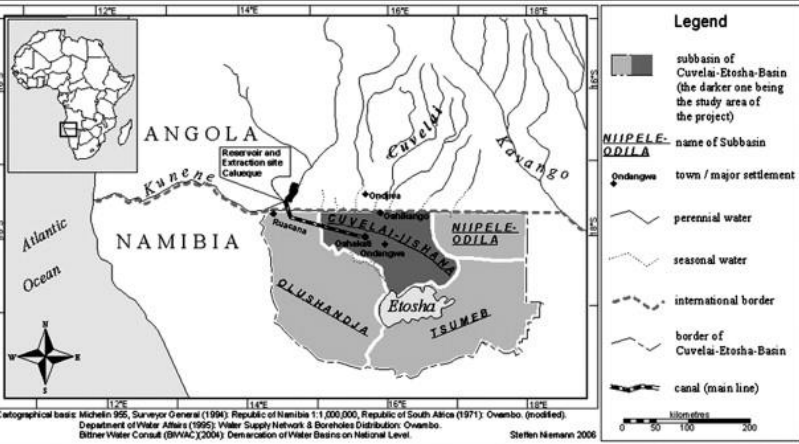 12°E 14°E 16°E 18°E
ANGOLA
Cuvelai
Kavango
Reservoir and
Extraction site
Calueque
Kunene
Ondjiva
Oshikango
Ruacana
CUVELAI-IISHANA
NIIPELE-
ODILA
NAMIBIA
Oshakati
Ondangwa
Atlantic
Ocean
OLUSHANDJA
Etosha
TSUMEB
N
W E
S
12°E 14°E 16°E 18°E
Legend
subbasin of
Cuvelai-Etosha-Basin
(the darker one being
the study area of
the project)
NIIPELE-
ODILA name of Subbasin
Ondangwa town / major settlement
perennial water
seasonal water
international border
border of
Cuvelai-Etosha-Basin
canal (main line)
kilometres
0 50 100 200
Cartographical basis: Michelin 955, Surveyor General (1994): Republic of Namibia 1:1,000,000, Republic of South Africa (1971): Owambo. (modified).
Department of Water Affairs (1995): Water Supply Network & Boreholes Distribution: Owambo.
Bittner Water Consult (BIWAC)(2004): Demarcation of Water Basins on National Level. Steffen Niemann 2006